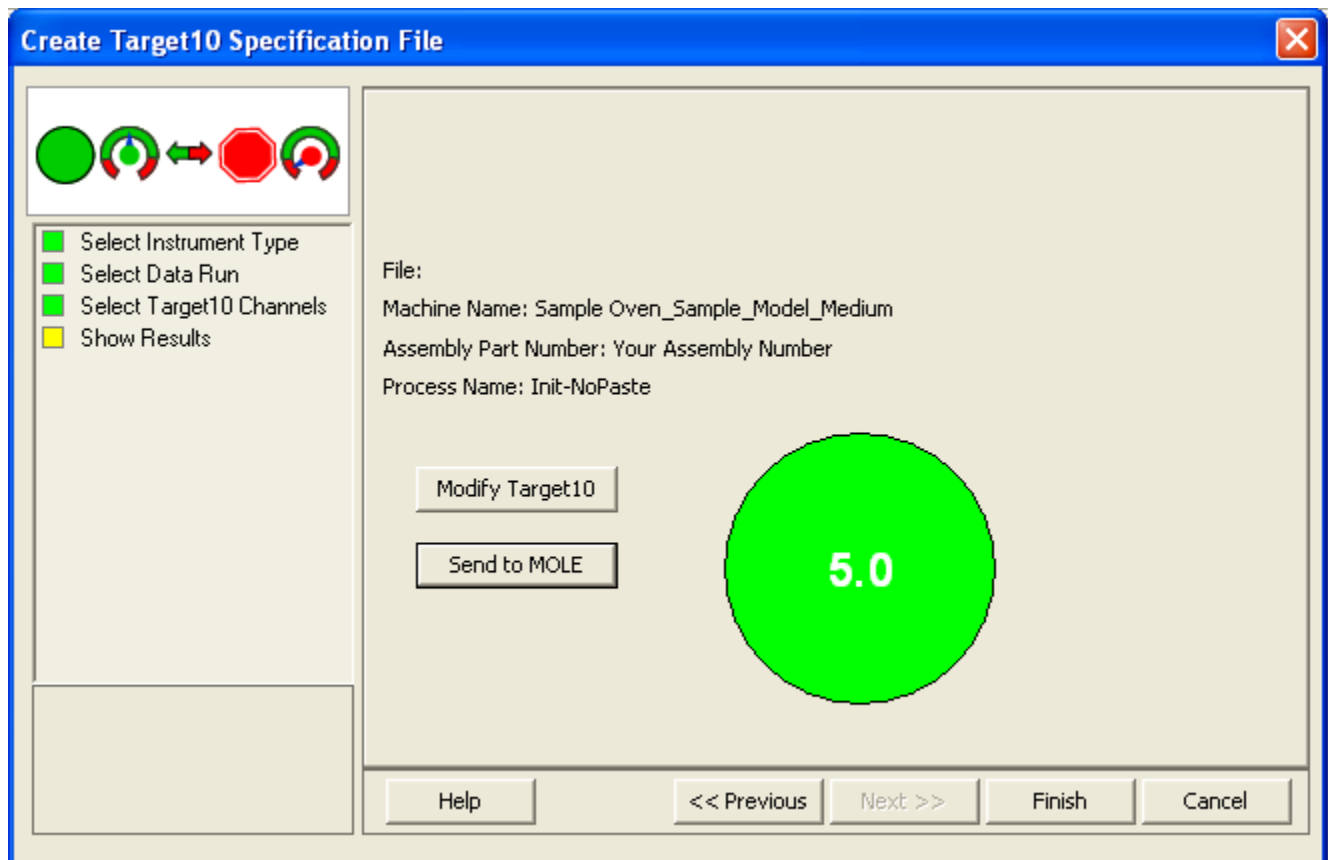 Create Target10 Specification File
Select Instrument Type
Select Data Run
Select Target10 Channels
Show Results
File:
Machine Name: Sample Oven_Sample_Model_Medium
Assembly Part Number: Your Assembly Number
Process Name: Init-NoPaste
Modify Target10
Send to MOLE
5.0
Help
<< Previous
Next >>
Finish
Cancel